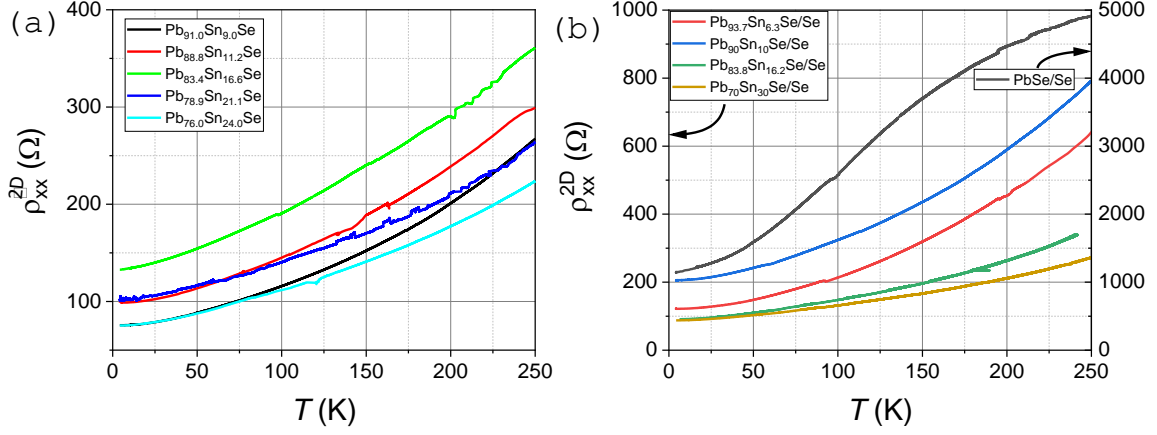 (a)
400
300
200
100
0
50
100
150
200
250
ρ2Dxx (Ω)
T (K)
Pb91.0Sn9.0Se
Pb88.8Sn11.2Se
Pb83.4Sn16.6Se
Pb78.9Sn21.1Se
Pb76.0Sn24.0Se
(b)
1000
800
600
400
200
0
0
50
100
150
200
250
ρ2Dxx (Ω)
T (K)
Pb93.7Sn6.3Se/Se
Pb90Sn10Se/Se
Pb83.8Sn16.2Se/Se
Pb70Sn30Se/Se
PbSe/Se
5000
4000
3000
2000
1000
0